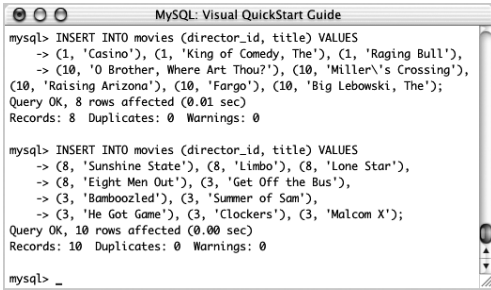 MySQL: Visual QuickStart Guide
mysql> INSERT INTO movies (director_id, title) VALUES
-> (1, 'Casino'), (1, 'King of Comedy, The'), (1, 'Raging Bull'),
-> (10, 'O Brother, Where Art Thou?'), (10, 'Miller\'s Crossing'),
(10, 'Raising Arizona'), (10, 'Fargo'), (10, 'Big Lebowski, The');
Query OK, 8 rows affected (0.01 sec)
Records: 8  Duplicates: 0  Warnings: 0
mysql> INSERT INTO movies (director_id, title) VALUES
-> (8, 'Sunshine State'), (8, 'Limbo'), (8, 'Lone Star'),
-> (8, 'Eight Men Out'), (3, 'Get Off the Bus'),
-> (3, 'Bamboozled'), (3, 'Summer of Sam'),
-> (3, 'He Got Game'), (3, 'Clockers'), (3, 'Malcom X');
Query OK, 10 rows affected (0.00 sec)
Records: 10  Duplicates: 0  Warnings: 0
mysql> _